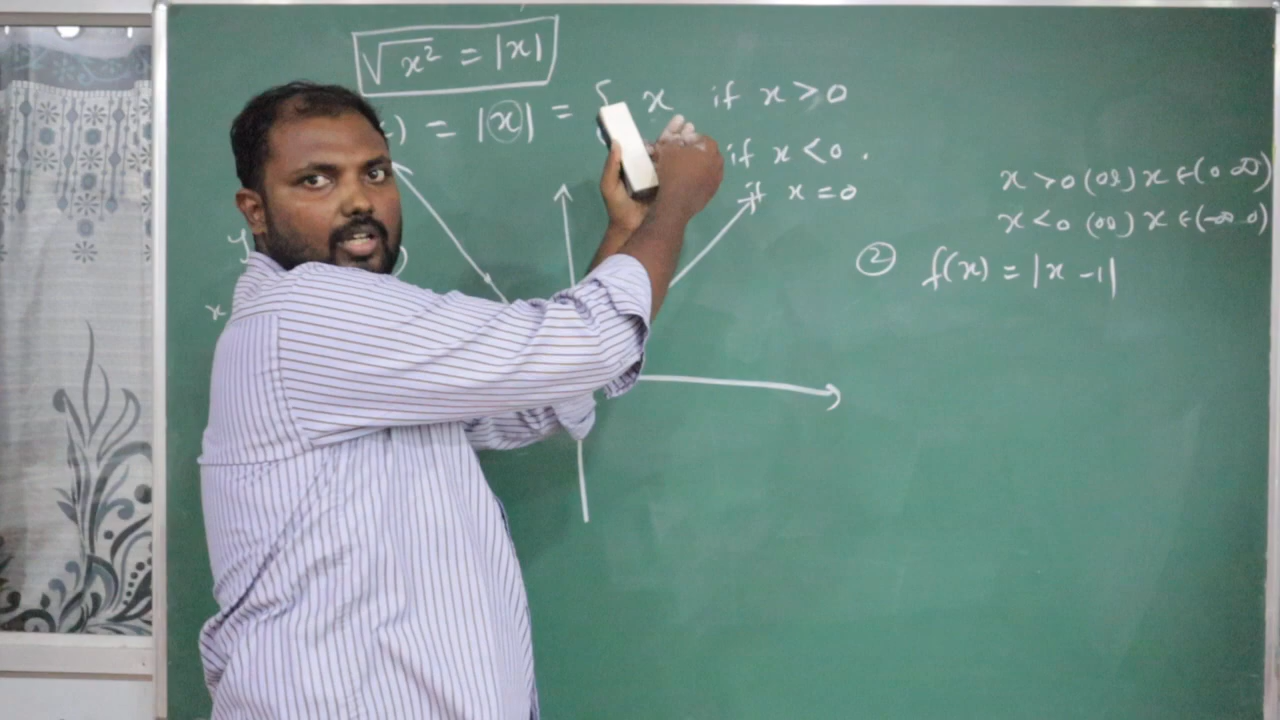 √x² = |x|
) = |x| = { x if x > 0
if x < 0 .
if x = 0
x > 0 (or) x ∈ (0 ∞)
x < 0 (or) x ∈ (-∞ 0)
y
)
x
② f(x) = |x - 1|